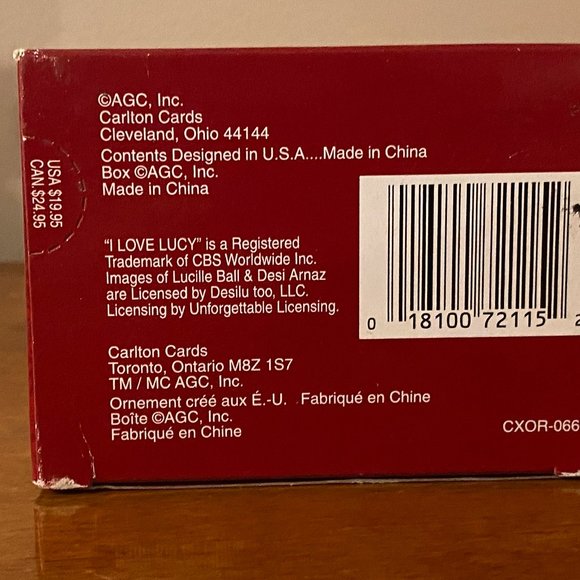 ©AGC, Inc.
Carlton Cards
Cleveland, Ohio 44144
Contents Designed in U.S.A....Made in China
Box ©AGC, Inc.
Made in China
USA $19.95
CAN $24.95
"I LOVE LUCY" is a Registered
Trademark of CBS Worldwide Inc.
Images of Lucille Ball & Desi Arnaz
are Licensed by Desilu too, LLC.
Licensing by Unforgettable Licensing.
0 18100 72115 2
Carlton Cards
Toronto, Ontario M8Z 1S7
TM / MC AGC, Inc.
Ornement créé aux É.-U. Fabriqué en Chine
Boîte ©AGC, Inc.
Fabriqué en Chine
CXOR-066